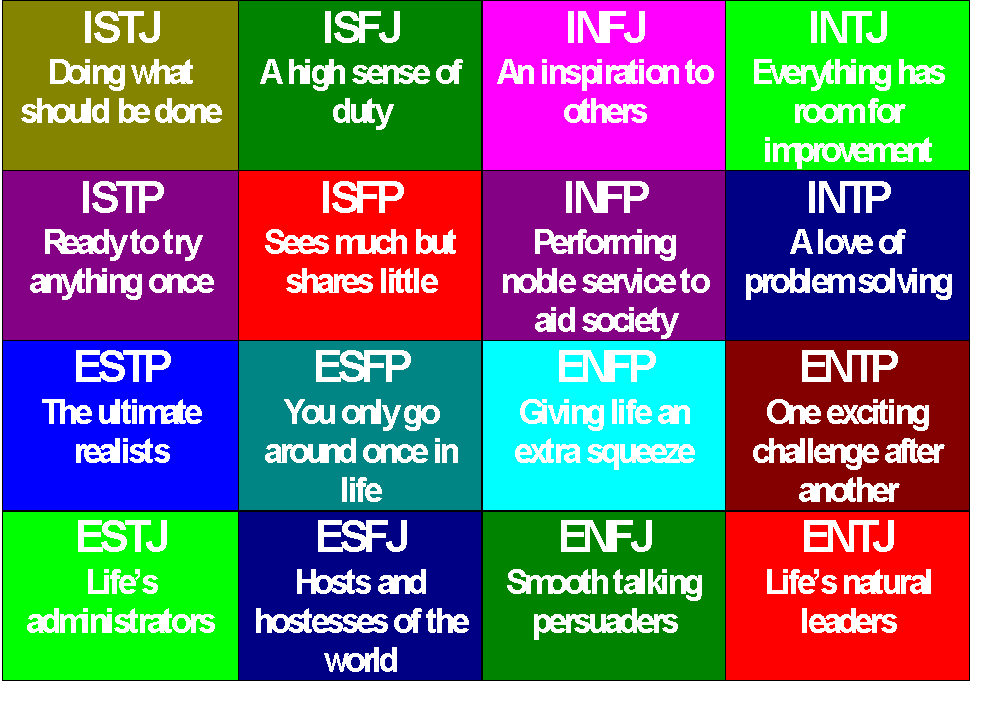 ISTJ
Doing what
should be done
ISFJ
A high sense of
duty
INFJ
An inspiration to
others
INTJ
Everything has
room for
improvement
ISTP
Ready to try
anything once
ISFP
Sees much but
shares little
INFP
Performing
noble service to
aid society
INTP
A love of
problem solving
ESTP
The ultimate
realists
ESFP
You only go
around once in
life
ENFP
Giving life an
extra squeeze
ENTP
One exciting
challenge after
another
ESTJ
Life’s
administrators
ESFJ
Hosts and
hostesses of the
world
ENFJ
Smooth talking
persuaders
ENTJ
Life’s natural
leaders